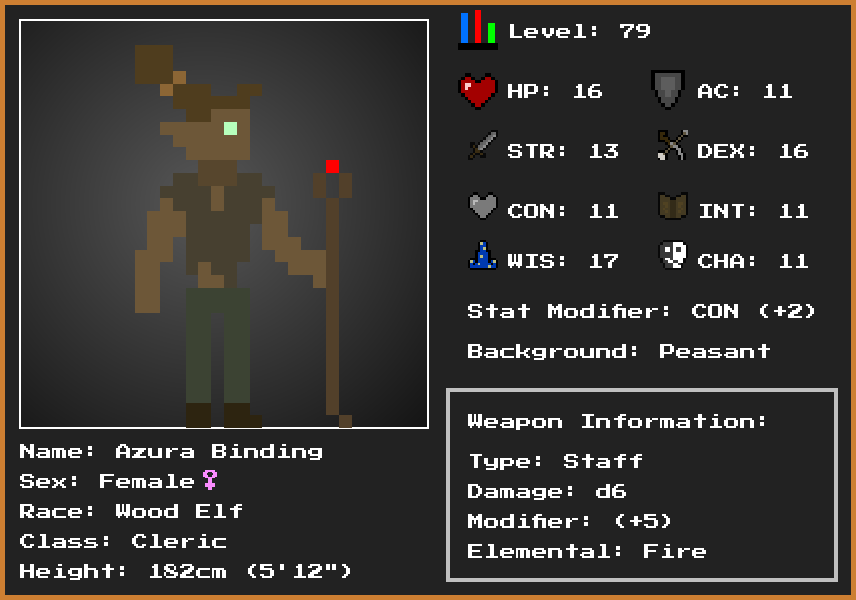 Level: 79
HP: 16
AC: 11
STR: 13
DEX: 16
CON: 11
INT: 11
WIS: 17
CHA: 11
Stat Modifier: CON (+2)
Background: Peasant
Weapon Information:
Type: Staff
Damage: d6
Modifier: (+5)
Elemental: Fire
Name: Azura Binding
Sex: Female♀
Race: Wood Elf
Class: Cleric
Height: 182cm (5'12")